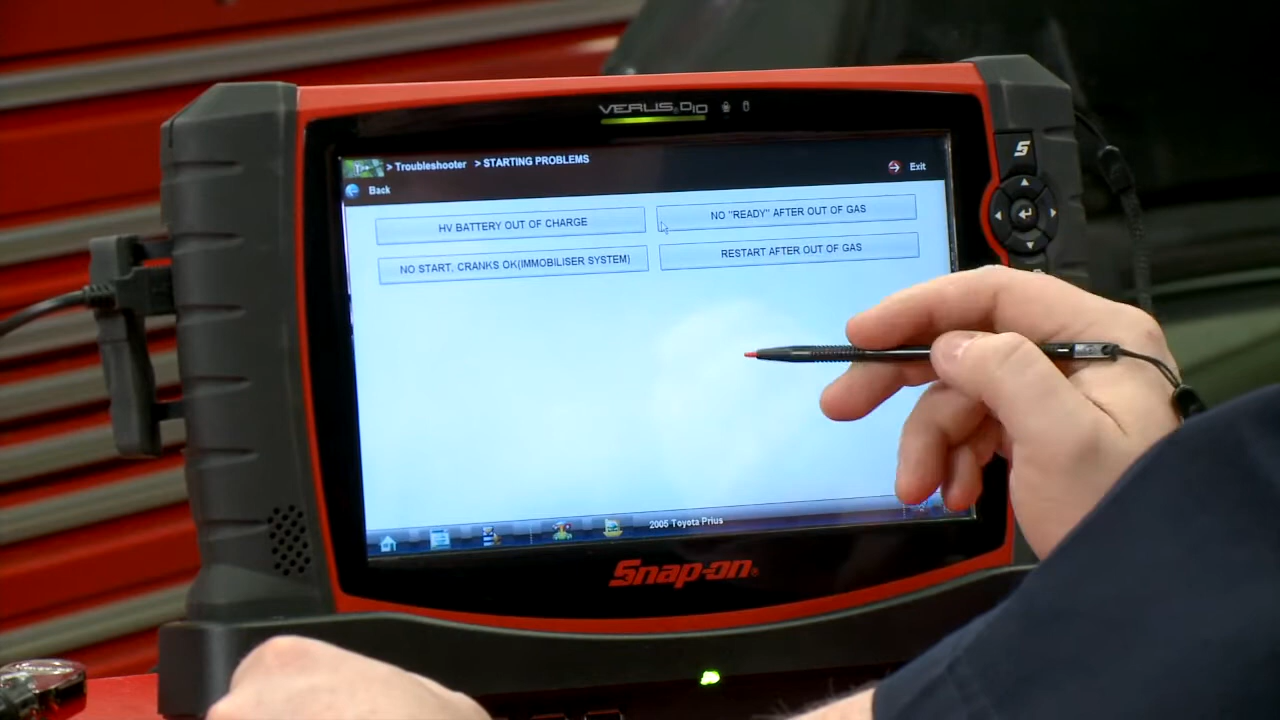 VERUS® D10
> Troubleshooter > STARTING PROBLEMS
Exit
Back
HV BATTERY OUT OF CHARGE
NO "READY" AFTER OUT OF GAS
NO START, CRANKS OK(IMMOBILISER SYSTEM)
RESTART AFTER OUT OF GAS
2005 Toyota Prius
Snap-on®
S